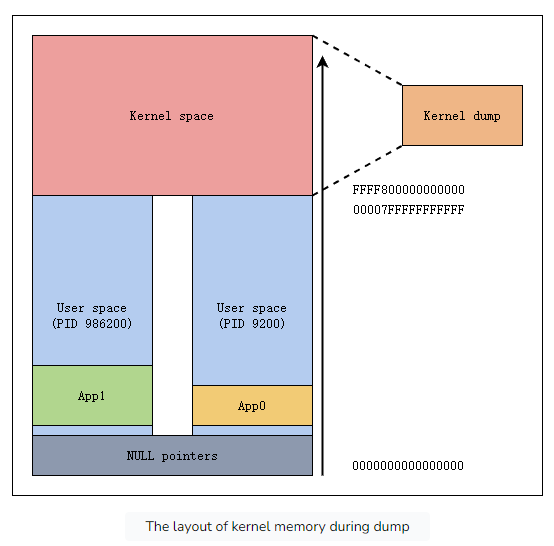 Kernel space
Kernel dump
FFFF800000000000
00007FFFFFFFFFFF
User space
(PID 986200)
User space
(PID 9200)
App1
App0
NULL pointers
0000000000000000
The layout of kernel memory during dump